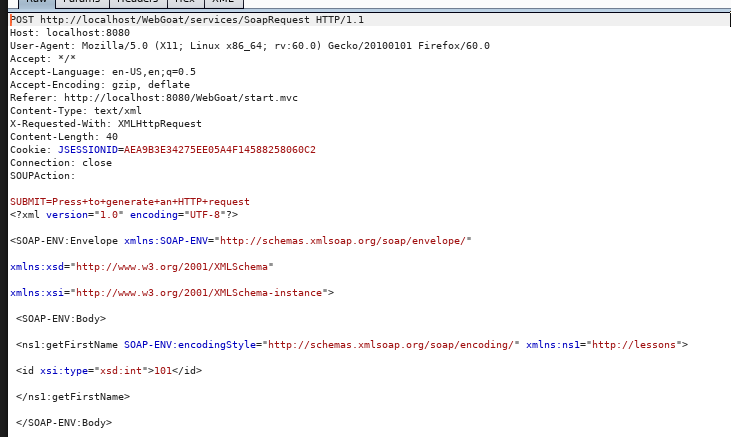 Raw Params Headers Hex XML
POST http://localhost/WebGoat/services/SoapRequest HTTP/1.1
Host: localhost:8080
User-Agent: Mozilla/5.0 (X11; Linux x86_64; rv:60.0) Gecko/20100101 Firefox/60.0
Accept: */*
Accept-Language: en-US,en;q=0.5
Accept-Encoding: gzip, deflate
Referer: http://localhost:8080/WebGoat/start.mvc
Content-Type: text/xml
X-Requested-With: XMLHttpRequest
Content-Length: 40
Cookie: JSESSIONID=AEA9B3E34275EE05A4F14588258060C2
Connection: close
SOUPAction:
SUBMIT=Press+to+generate+an+HTTP+request
<?xml version="1.0" encoding="UTF-8"?>
<SOAP-ENV:Envelope xmlns:SOAP-ENV="http://schemas.xmlsoap.org/soap/envelope/"
xmlns:xsd="http://www.w3.org/2001/XMLSchema"
xmlns:xsi="http://www.w3.org/2001/XMLSchema-instance">
<SOAP-ENV:Body>
<ns1:getFirstName SOAP-ENV:encodingStyle="http://schemas.xmlsoap.org/soap/encoding/" xmlns:ns1="http://lessons">
<id xsi:type="xsd:int">101</id>
</ns1:getFirstName>
</SOAP-ENV:Body>